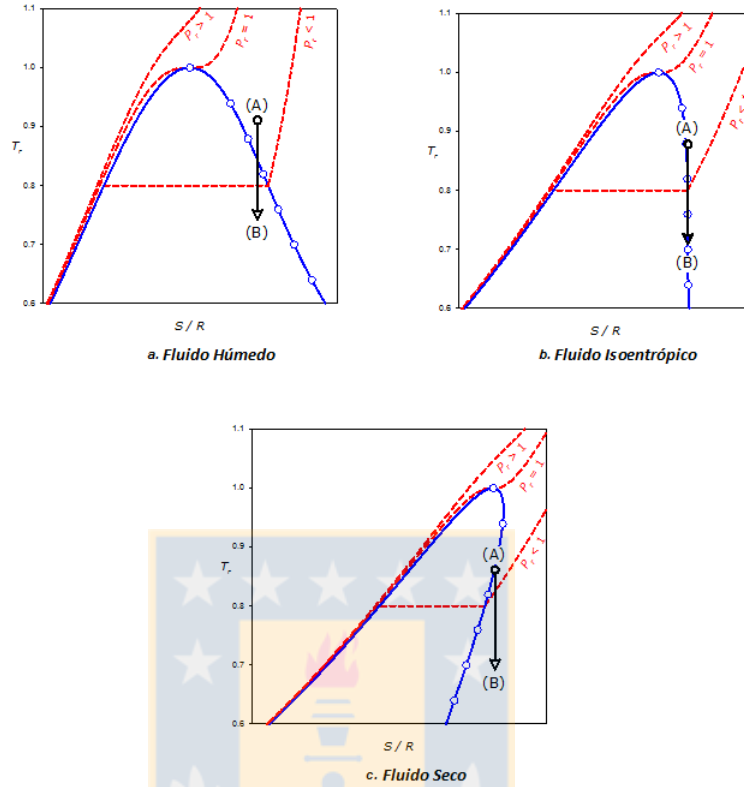 1.1
P_r > 1
P_r = 1
P_r < 1
1.0
(A)
0.9
T_r
0.8
(B)
0.7
0.6
S / R
a. Fluido Húmedo
1.1
P_r > 1
P_r = 1
P_r < 1
1.0
(A)
0.9
T_r
0.8
(B)
0.7
0.6
S / R
b. Fluido Isoentrópico
1.1
P_r > 1
P_r = 1
P_r < 1
1.0
(A)
0.9
T_r
0.8
0.7
(B)
0.6
S / R
c. Fluido Seco